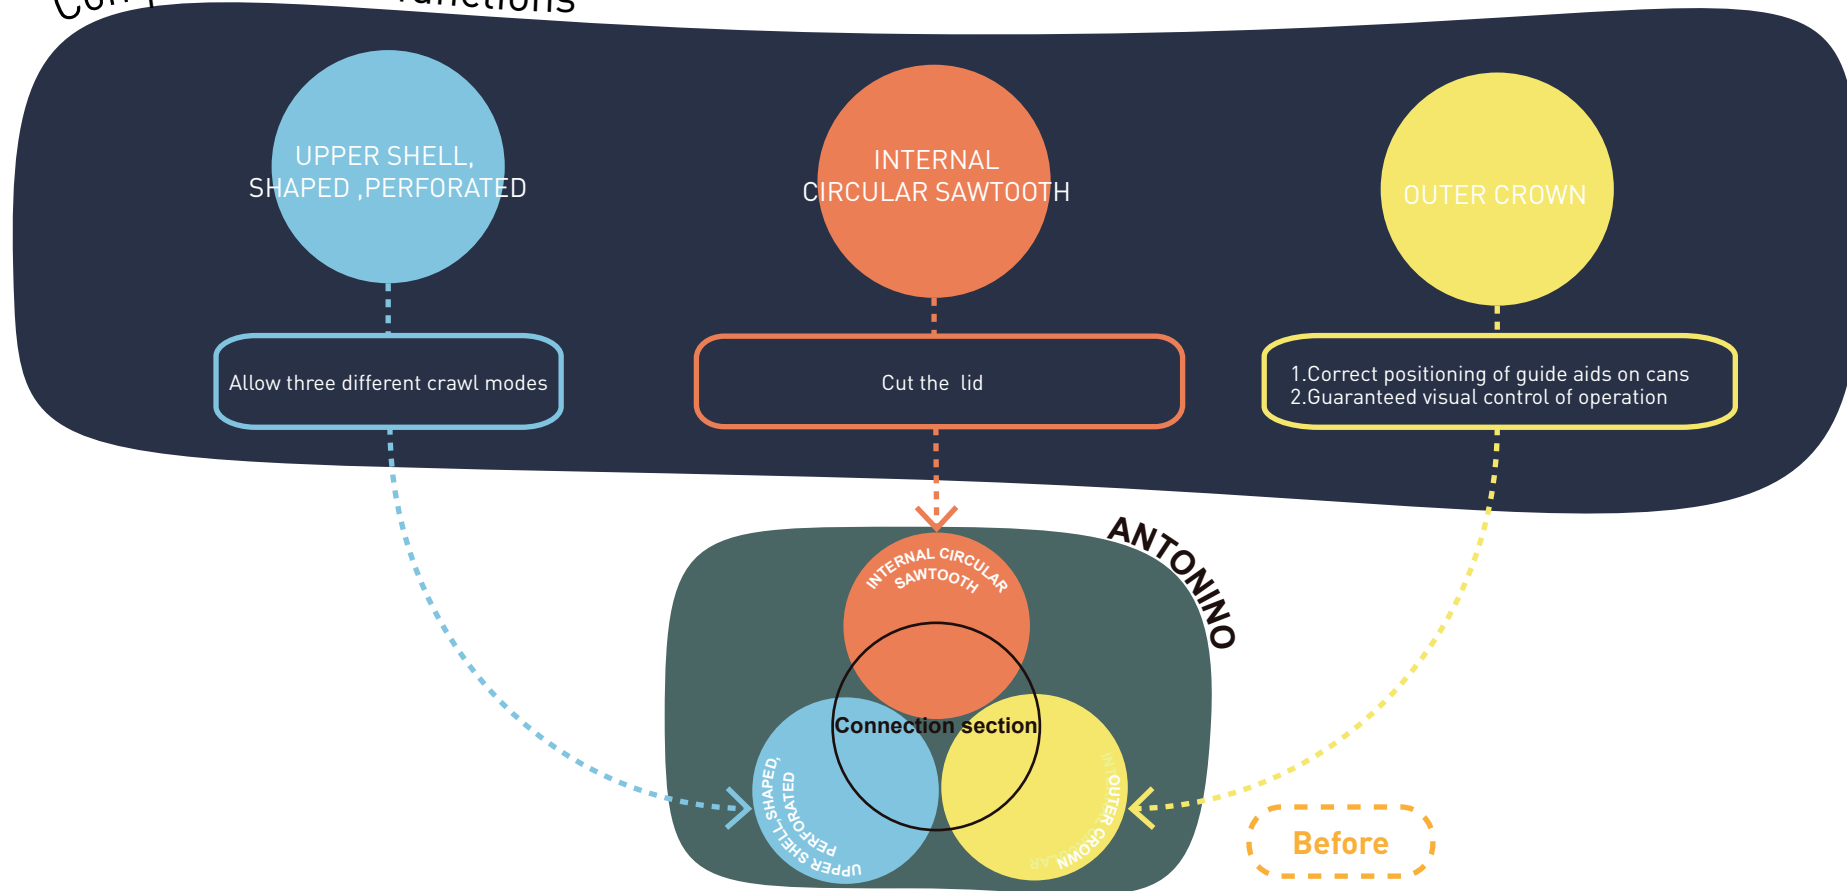 functions
UPPER SHELL,
SHAPED ,PERFORATED
INTERNAL
CIRCULAR SAWTOOTH
OUTER CROWN
Allow three different crawl modes
Cut the lid
1.Correct positioning of guide aids on cans
2.Guaranteed visual control of operation
ANTONINO
INTERNAL CIRCULAR
SAWTOOTH
Connection section
UPPER SHELL,SHAPED,
PERFORATED
OUTER CROWN
Before